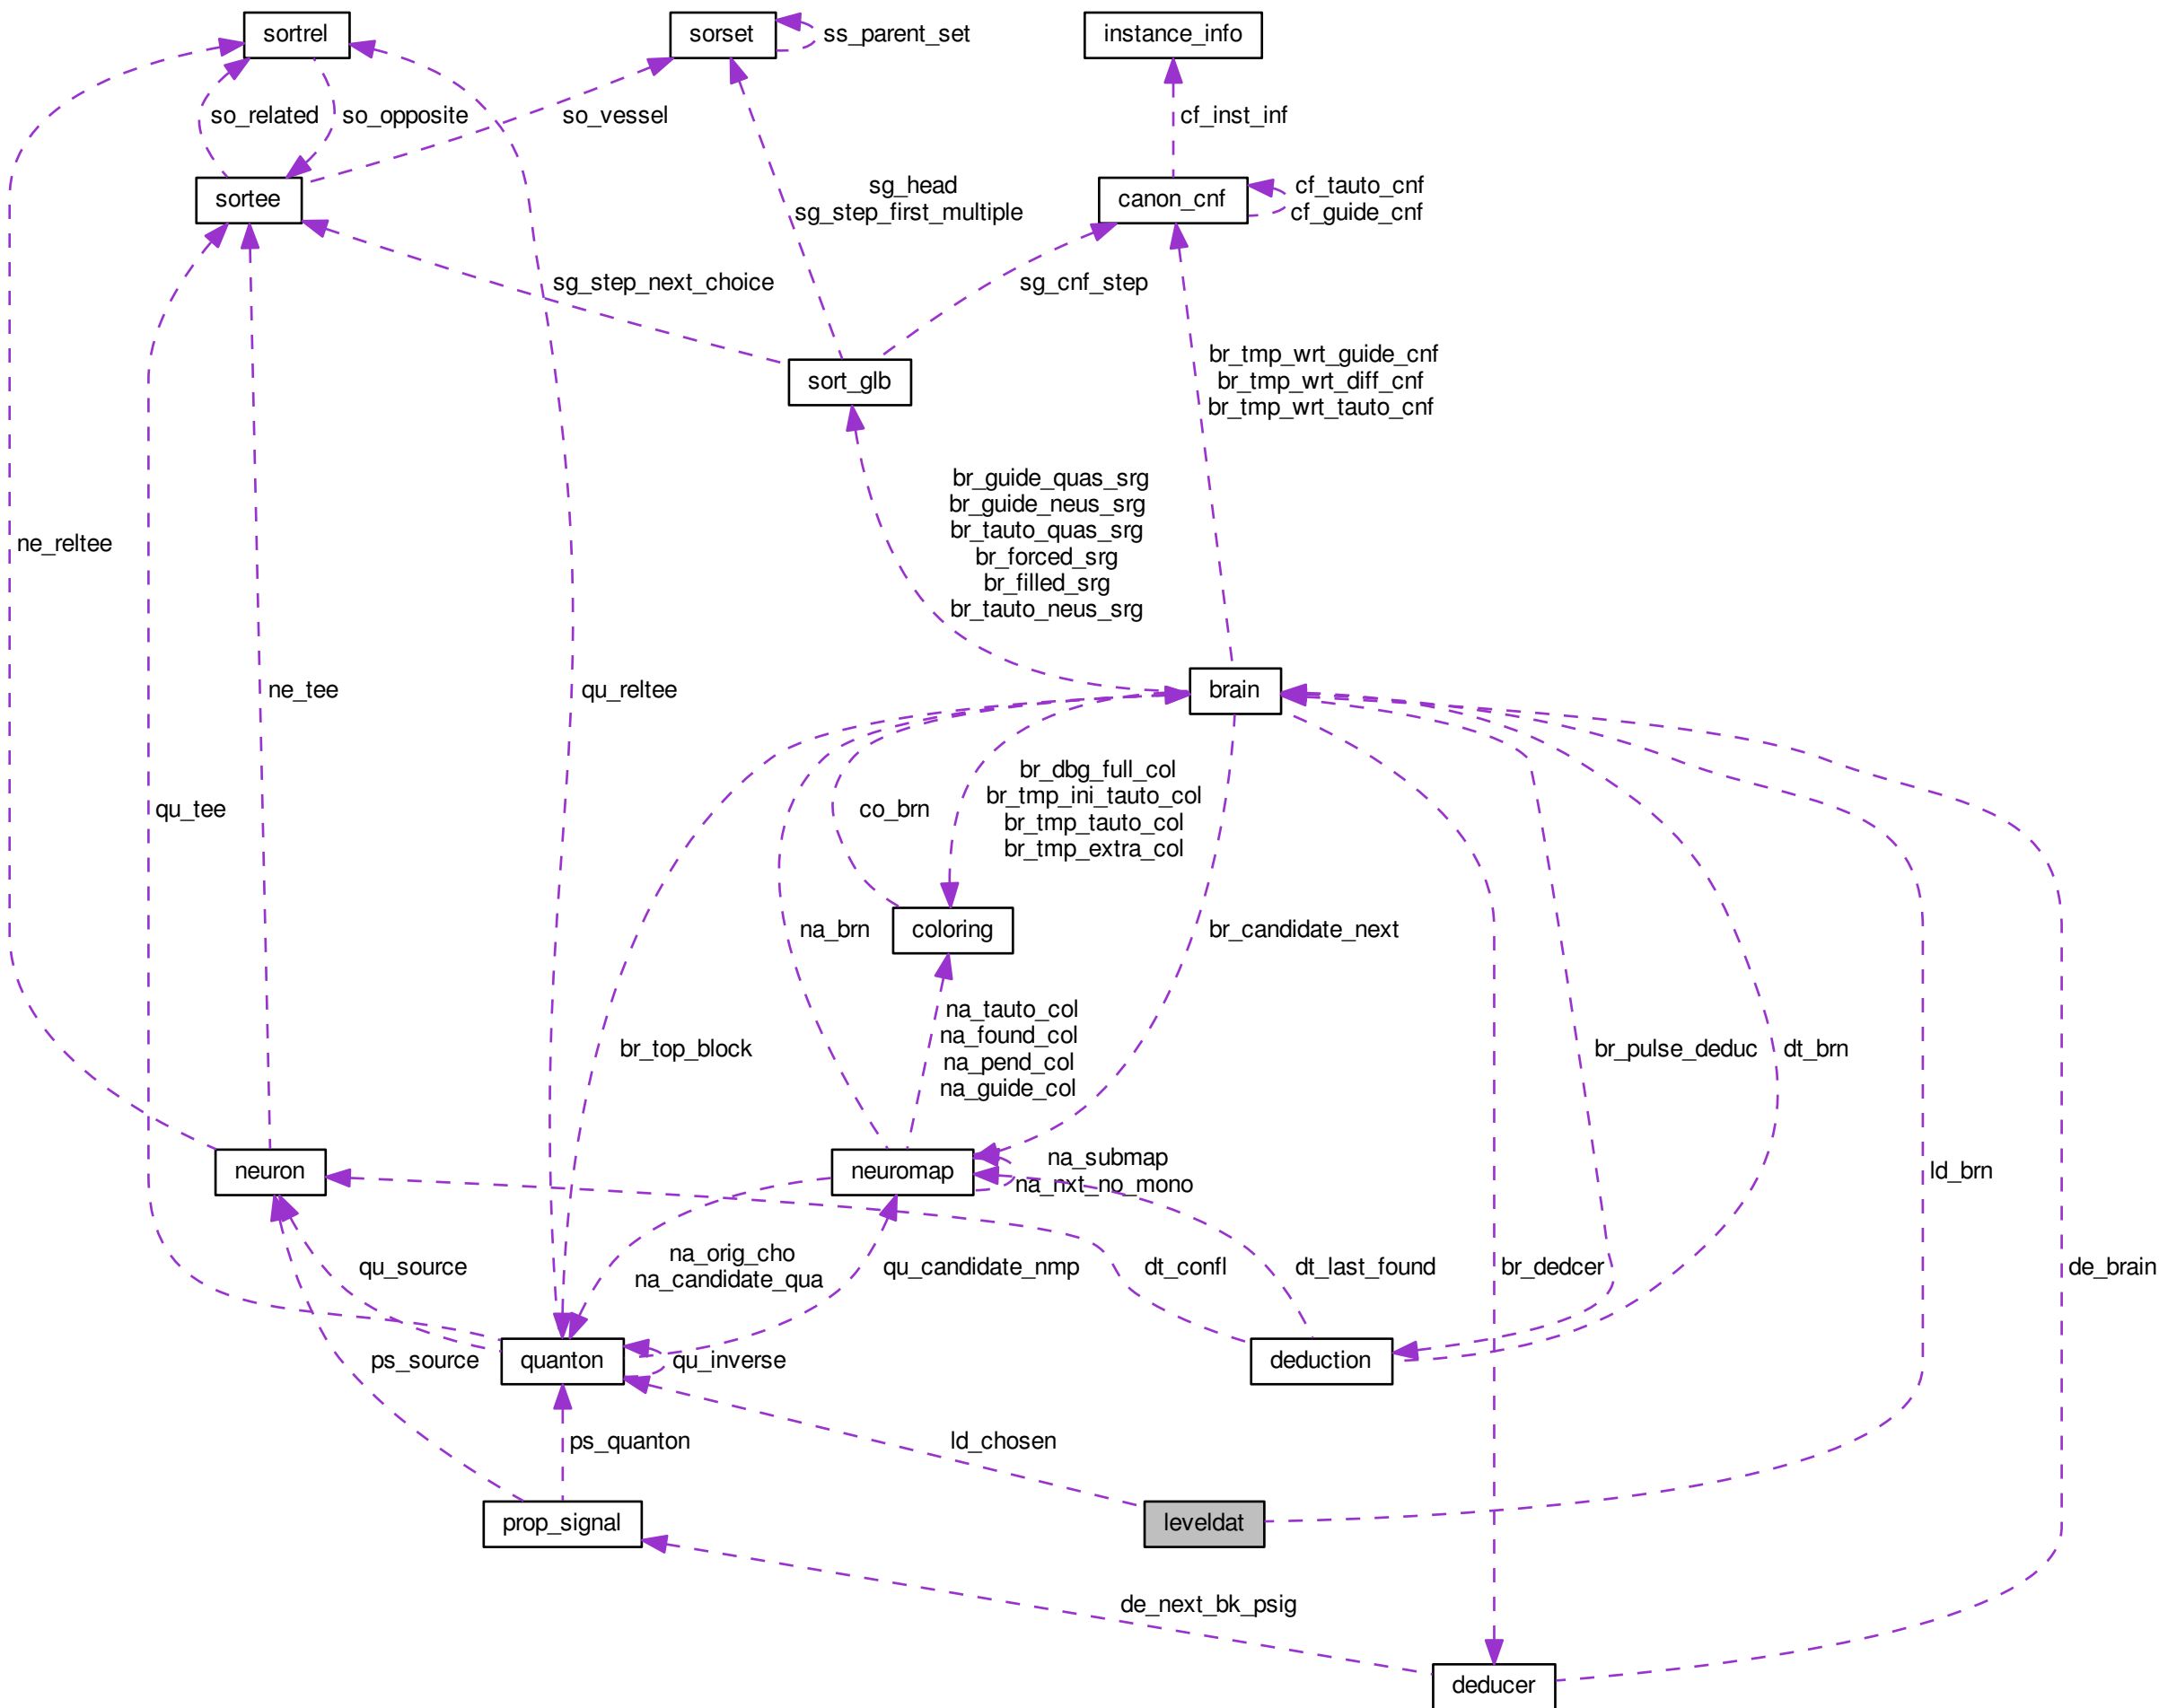 sortrel
sorset
ss_parent_set
instance_info
so_related
so_opposite
so_vessel
cf_inst_inf
sortee
sg_head
sg_step_first_multiple
canon_cnf
cf_tauto_cnf
cf_guide_cnf
sg_step_next_choice
sg_cnf_step
sort_glb
br_tmp_wrt_guide_cnf
br_tmp_wrt_diff_cnf
br_tmp_wrt_tauto_cnf
br_guide_quas_srg
br_guide_neus_srg
br_tauto_quas_srg
br_forced_srg
br_filled_srg
br_tauto_neus_srg
ne_reltee
ne_tee
qu_reltee
brain
qu_tee
co_brn
br_dbg_full_col
br_tmp_ini_tauto_col
br_tmp_tauto_col
br_tmp_extra_col
na_brn
coloring
br_candidate_next
br_top_block
na_tauto_col
na_found_col
na_pend_col
na_guide_col
br_pulse_deduc
dt_brn
neuron
neuromap
na_submap
na_nxt_no_mono
ld_brn
qu_source
na_orig_cho
na_candidate_qua
qu_candidate_nmp
dt_confl
dt_last_found
br_dedcer
de_brain
ps_source
quanton
qu_inverse
deduction
ps_quanton
ld_chosen
prop_signal
leveldat
de_next_bk_psig
deducer